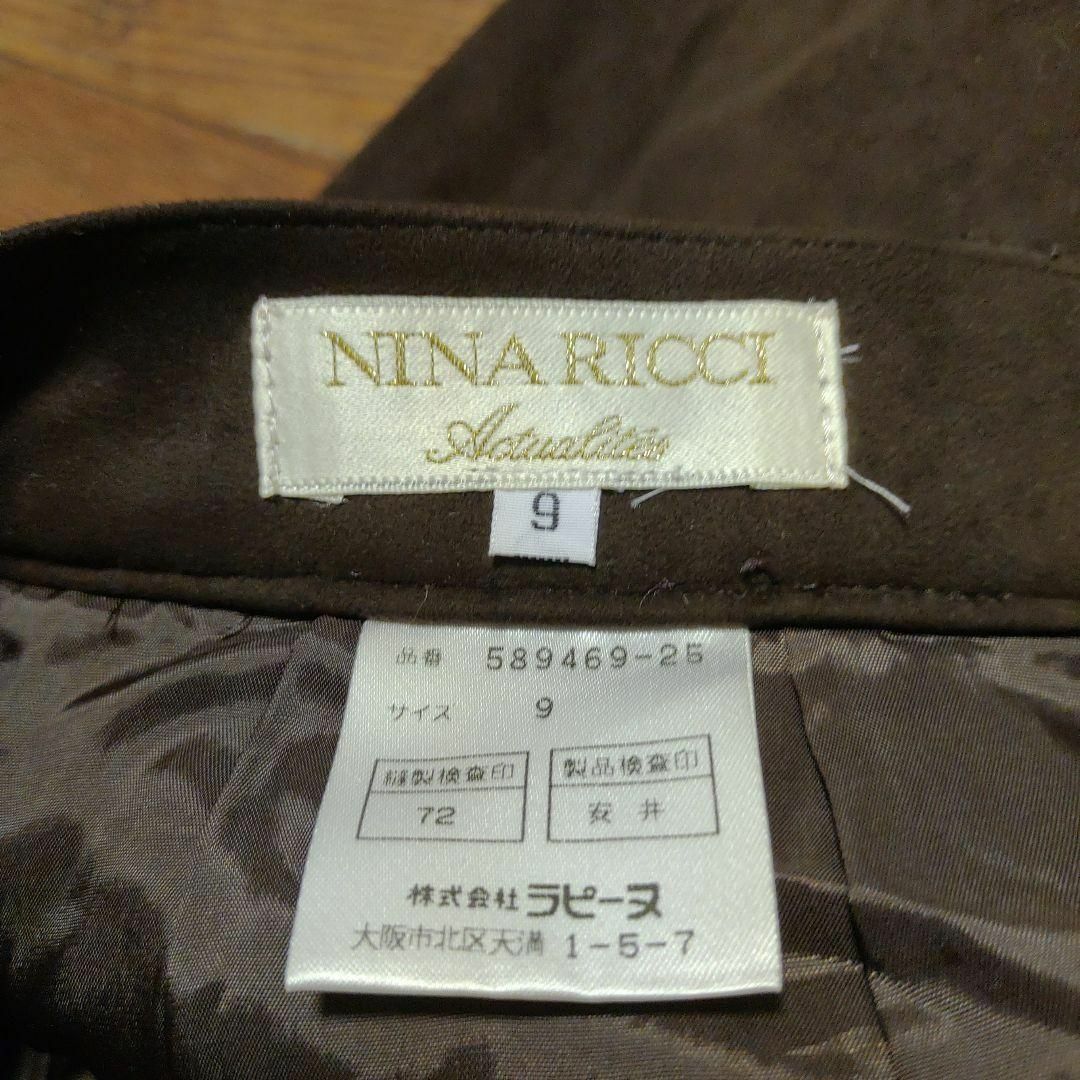 NINA RICCI
Actualités
9
品番 589469-25
サイズ 9
縫製検査印 製品検査印
72 安井
株式会社 ラピーヌ
大阪市北区天満 1-5-7